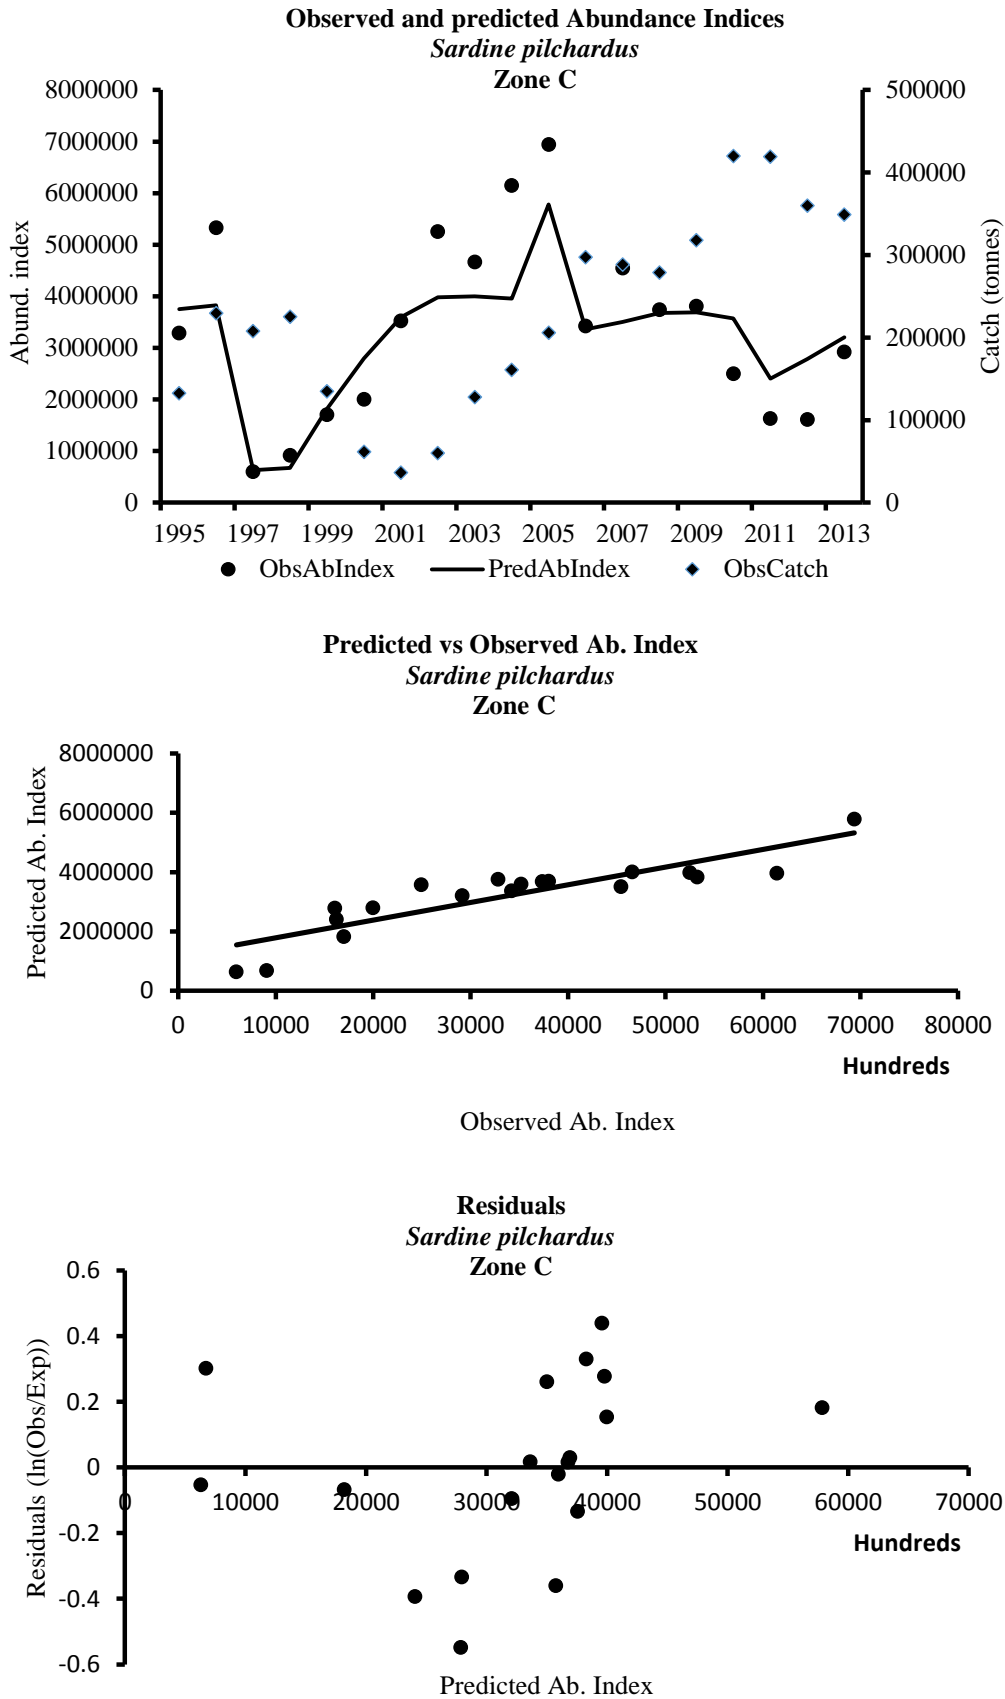 Observed and predicted Abundance Indices
Sardine pilchardus
Zone C
8000000
7000000
6000000
5000000
4000000
3000000
2000000
1000000
0
Abund. index
500000
400000
300000
200000
100000
0
Catch (tonnes)
1995 1997 1999 2001 2003 2005 2007 2009 2011 2013
ObsAbIndex PredAbIndex ObsCatch
Predicted vs Observed Ab. Index
Sardine pilchardus
Zone C
8000000
6000000
4000000
2000000
0
Predicted Ab. Index
0 10000 20000 30000 40000 50000 60000 70000 80000
Hundreds
Observed Ab. Index
Residuals
Sardine pilchardus
Zone C
0.6
0.4
0.2
0
-0.2
-0.4
-0.6
Residuals (ln(Obs/Exp))
0 10000 20000 30000 40000 50000 60000 70000
Hundreds
Predicted Ab. Index